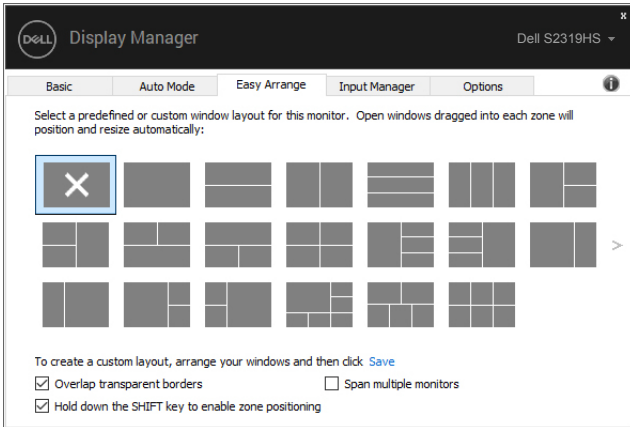 x
DELL Display Manager
Dell S2319HS
Basic Auto Mode Easy Arrange Input Manager Options i
Select a predefined or custom window layout for this monitor. Open windows dragged into each zone will
position and resize automatically:
>
To create a custom layout, arrange your windows and then click Save
Overlap transparent borders
Span multiple monitors
Hold down the SHIFT key to enable zone positioning